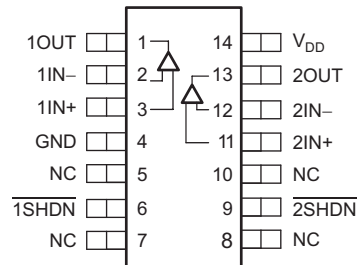 1OUT 1 14 VDD
1IN− 2 13 2OUT
1IN+ 3 12 2IN−
GND 4 11 2IN+
NC 5 10 NC
1SHDN 6 9 2SHDN
NC 7 8 NC